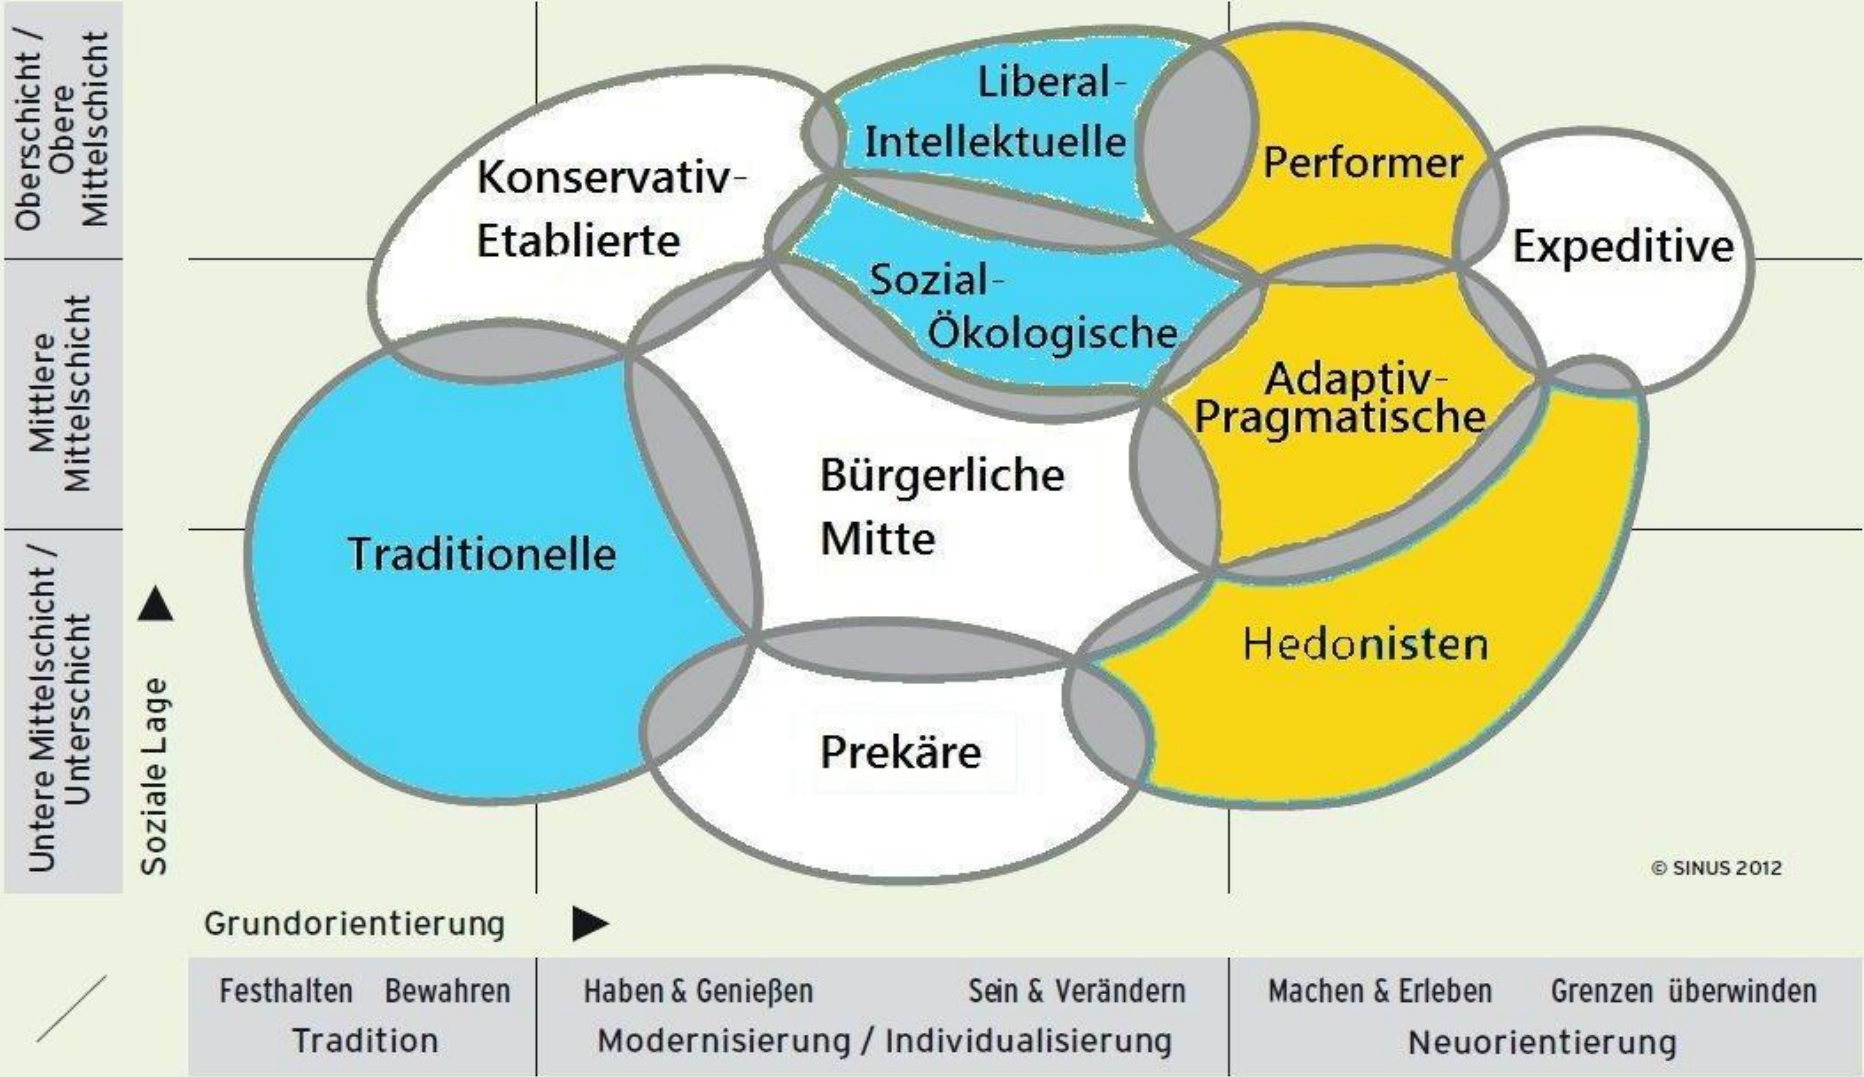 Oberschicht /
Obere
Mittelschicht
Mittlere
Mittelschicht
Untere Mittelschicht /
Unterschicht
Soziale Lage
Liberal-
Intellektuelle
Performer
Konservativ-
Etablierte
Expeditive
Sozial-
Ökologische
Adaptiv-
Pragmatische
Bürgerliche
Mitte
Traditionelle
Hedonisten
Prekäre
© SINUS 2012
Grundorientierung
Festhalten Bewahren
Tradition
Haben & Genießen Sein & Verändern
Modernisierung / Individualisierung
Machen & Erleben Grenzen überwinden
Neuorientierung